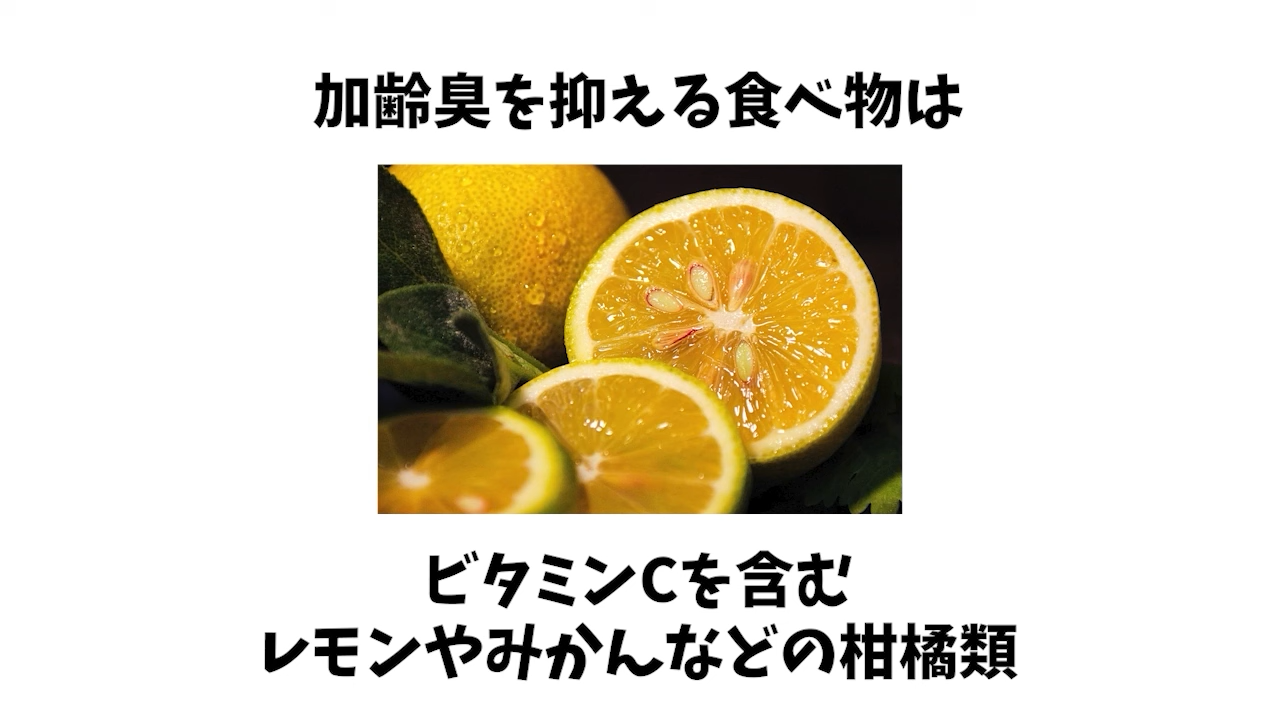 加齢臭を抑える食べ物は
ビタミンCを含む
レモンやみかんなどの柑橘類